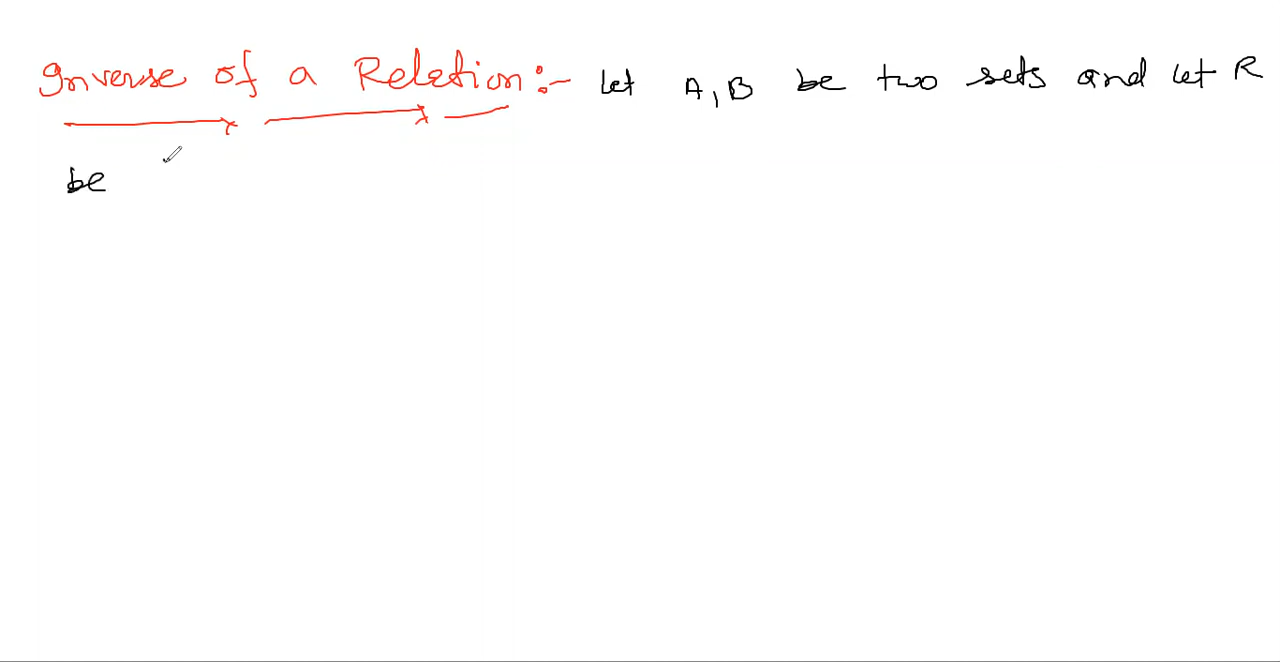 Inverse of a Relation:- Let A, B be two sets and let R
be